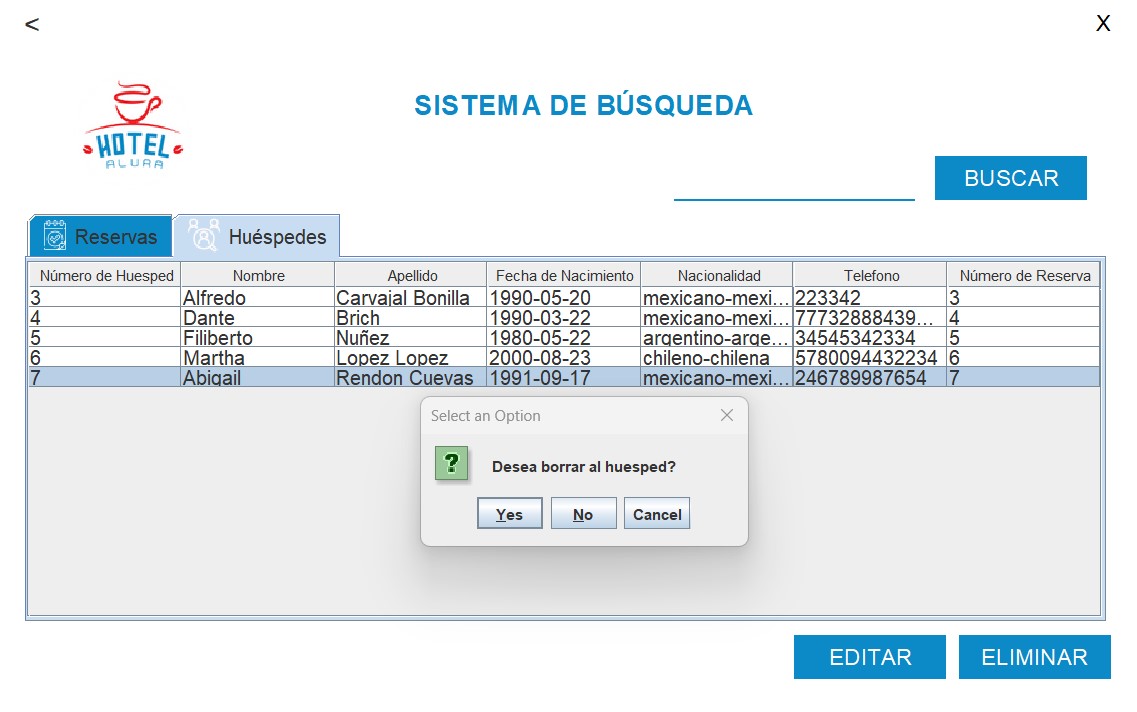 <
X
HOTEL
ALURA
SISTEMA DE BÚSQUEDA
BUSCAR
Reservas Huéspedes
Número de Huesped Nombre Apellido Fecha de Nacimiento Nacionalidad Telefono Número de Reserva
3 Alfredo Carvajal Bonilla 1990-05-20 mexicano-mexi... 223342 3
4 Dante Brich 1990-03-22 mexicano-mexi... 77732888439... 4
5 Filiberto Nuñez 1980-05-22 argentino-arge... 34545342334 5
6 Martha Lopez Lopez 2000-08-23 chileno-chilena 5780094432234 6
7 Abigail Rendon Cuevas 1991-09-17 mexicano-mexi... 246789987654 7
Select an Option
?
Desea borrar al huesped?
Yes No Cancel
EDITAR ELIMINAR